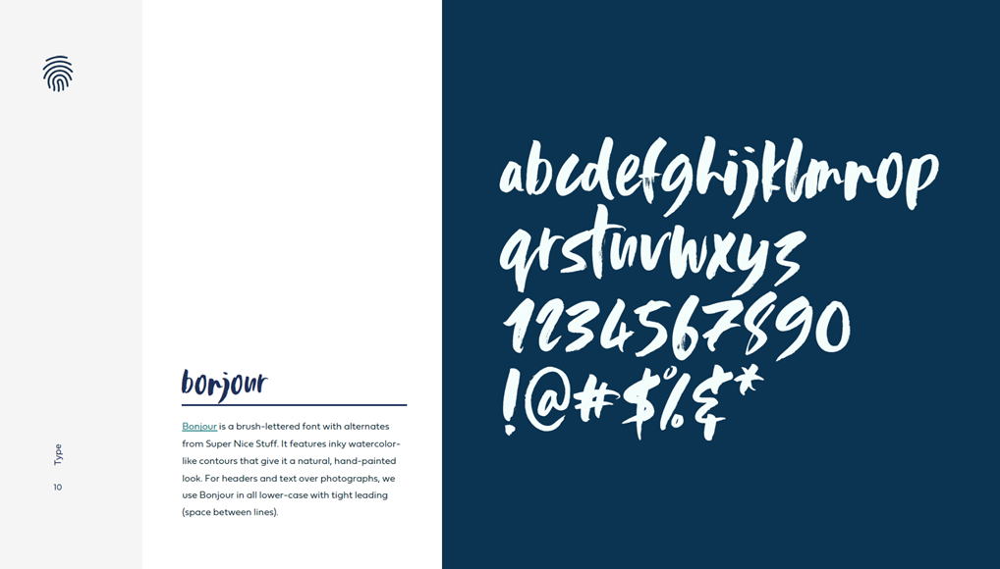 bonjour
Bonjour is a brush-lettered font with alternates
from Super Nice Stuff. It features inky watercolor-
like contours that give it a natural, hand-painted
look. For headers and text over photographs, we
use Bonjour in all lower-case with tight leading
(space between lines).
Type
10
abcdefghijklmnop
qrstuvwxyz
1234567890
!@#$%&*